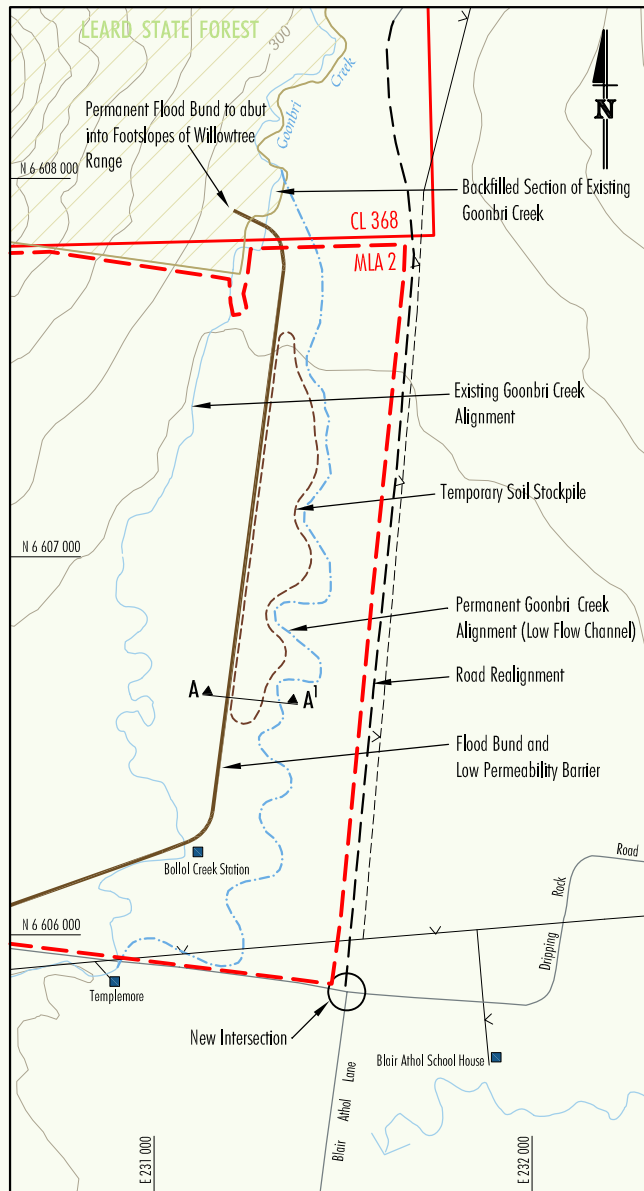 LEARD STATE FOREST
300
Goonbri
Creek
N
Permanent Flood Bund to abut
into Footslopes of Willowtree
Range
N 6 608 000
Backfilled Section of Existing
Goonbri Creek
CL 368
MLA 2
Existing Goonbri Creek
Alignment
Temporary Soil Stockpile
N 6 607 000
Permanent Goonbri Creek
Alignment (Low Flow Channel)
Road Realignment
A
A1
Flood Bund and
Low Permeability Barrier
Bollol Creek Station
Dripping
Rock
Road
N 6 606 000
Templemore
New Intersection
Blair Athol School House
Blair Athol Lane
E 231 000
E 232 000